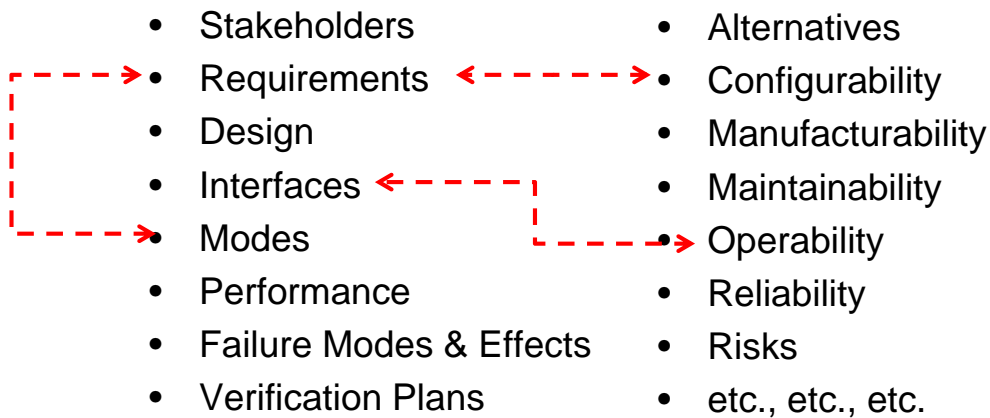 • Stakeholders
• Requirements
• Design
• Interfaces
• Modes
• Performance
• Failure Modes & Effects
• Verification Plans
• Alternatives
• Configurability
• Manufacturability
• Maintainability
• Operability
• Reliability
• Risks
• etc., etc., etc.